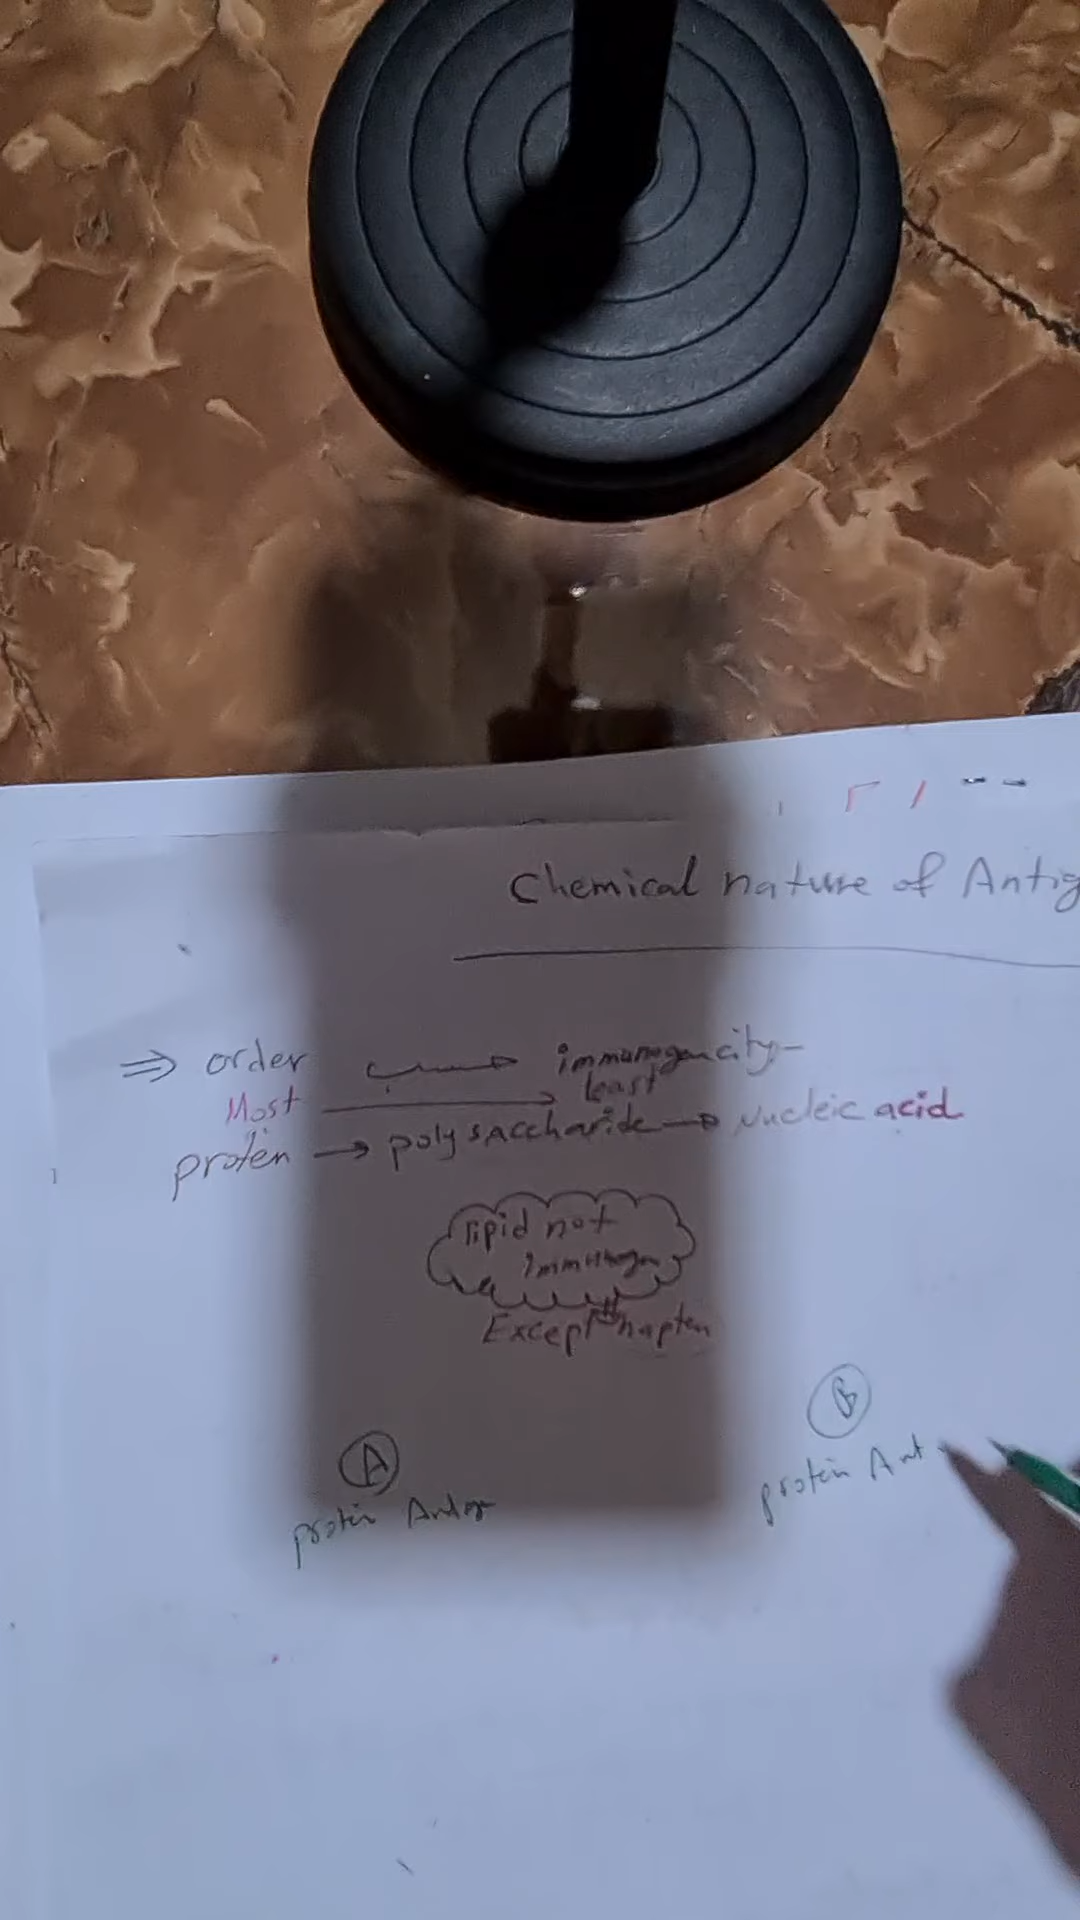 Chemical nature of Antig
⇒ order حسب immunogencity
Most → least
protein → polysaccharide → Nucleic acid
lipid not
Immunogen
Except hapten
A
protein Antigen
B
protein Ant